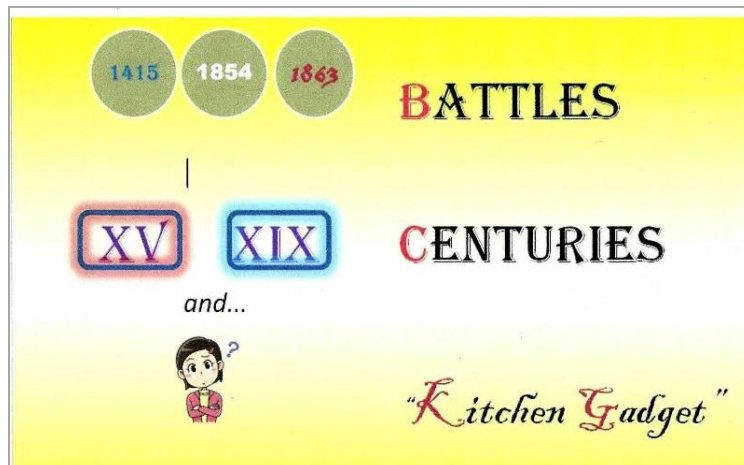 1415 1854 1863
BATTLES
|
XV XIX
CENTURIES
and...
?
"Kitchen Gadget"